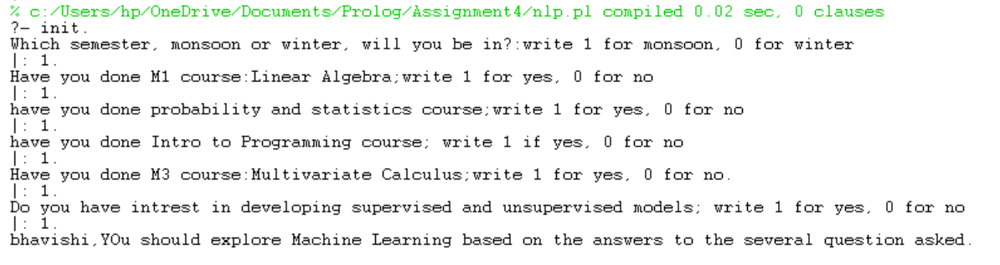 % c:/Users/hp/OneDrive/Documents/Prolog/Assignment4/nlp.pl compiled 0.02 sec, 0 clauses
?- init.
Which semester, monsoon or winter, will you be in?:write 1 for monsoon, 0 for winter
|: 1.
Have you done M1 course:Linear Algebra;write 1 for yes, 0 for no
|: 1.
have you done probability and statistics course;write 1 for yes, 0 for no
|: 1.
have you done Intro to Programming course; write 1 if yes, 0 for no
|: 1.
Have you done M3 course:Multivariate Calculus;write 1 for yes, 0 for no.
|: 1.
Do you have intrest in developing supervised and unsupervised models; write 1 for yes, 0 for no
|: 1.
bhavishi,YOu should explore Machine Learning based on the answers to the several question asked.